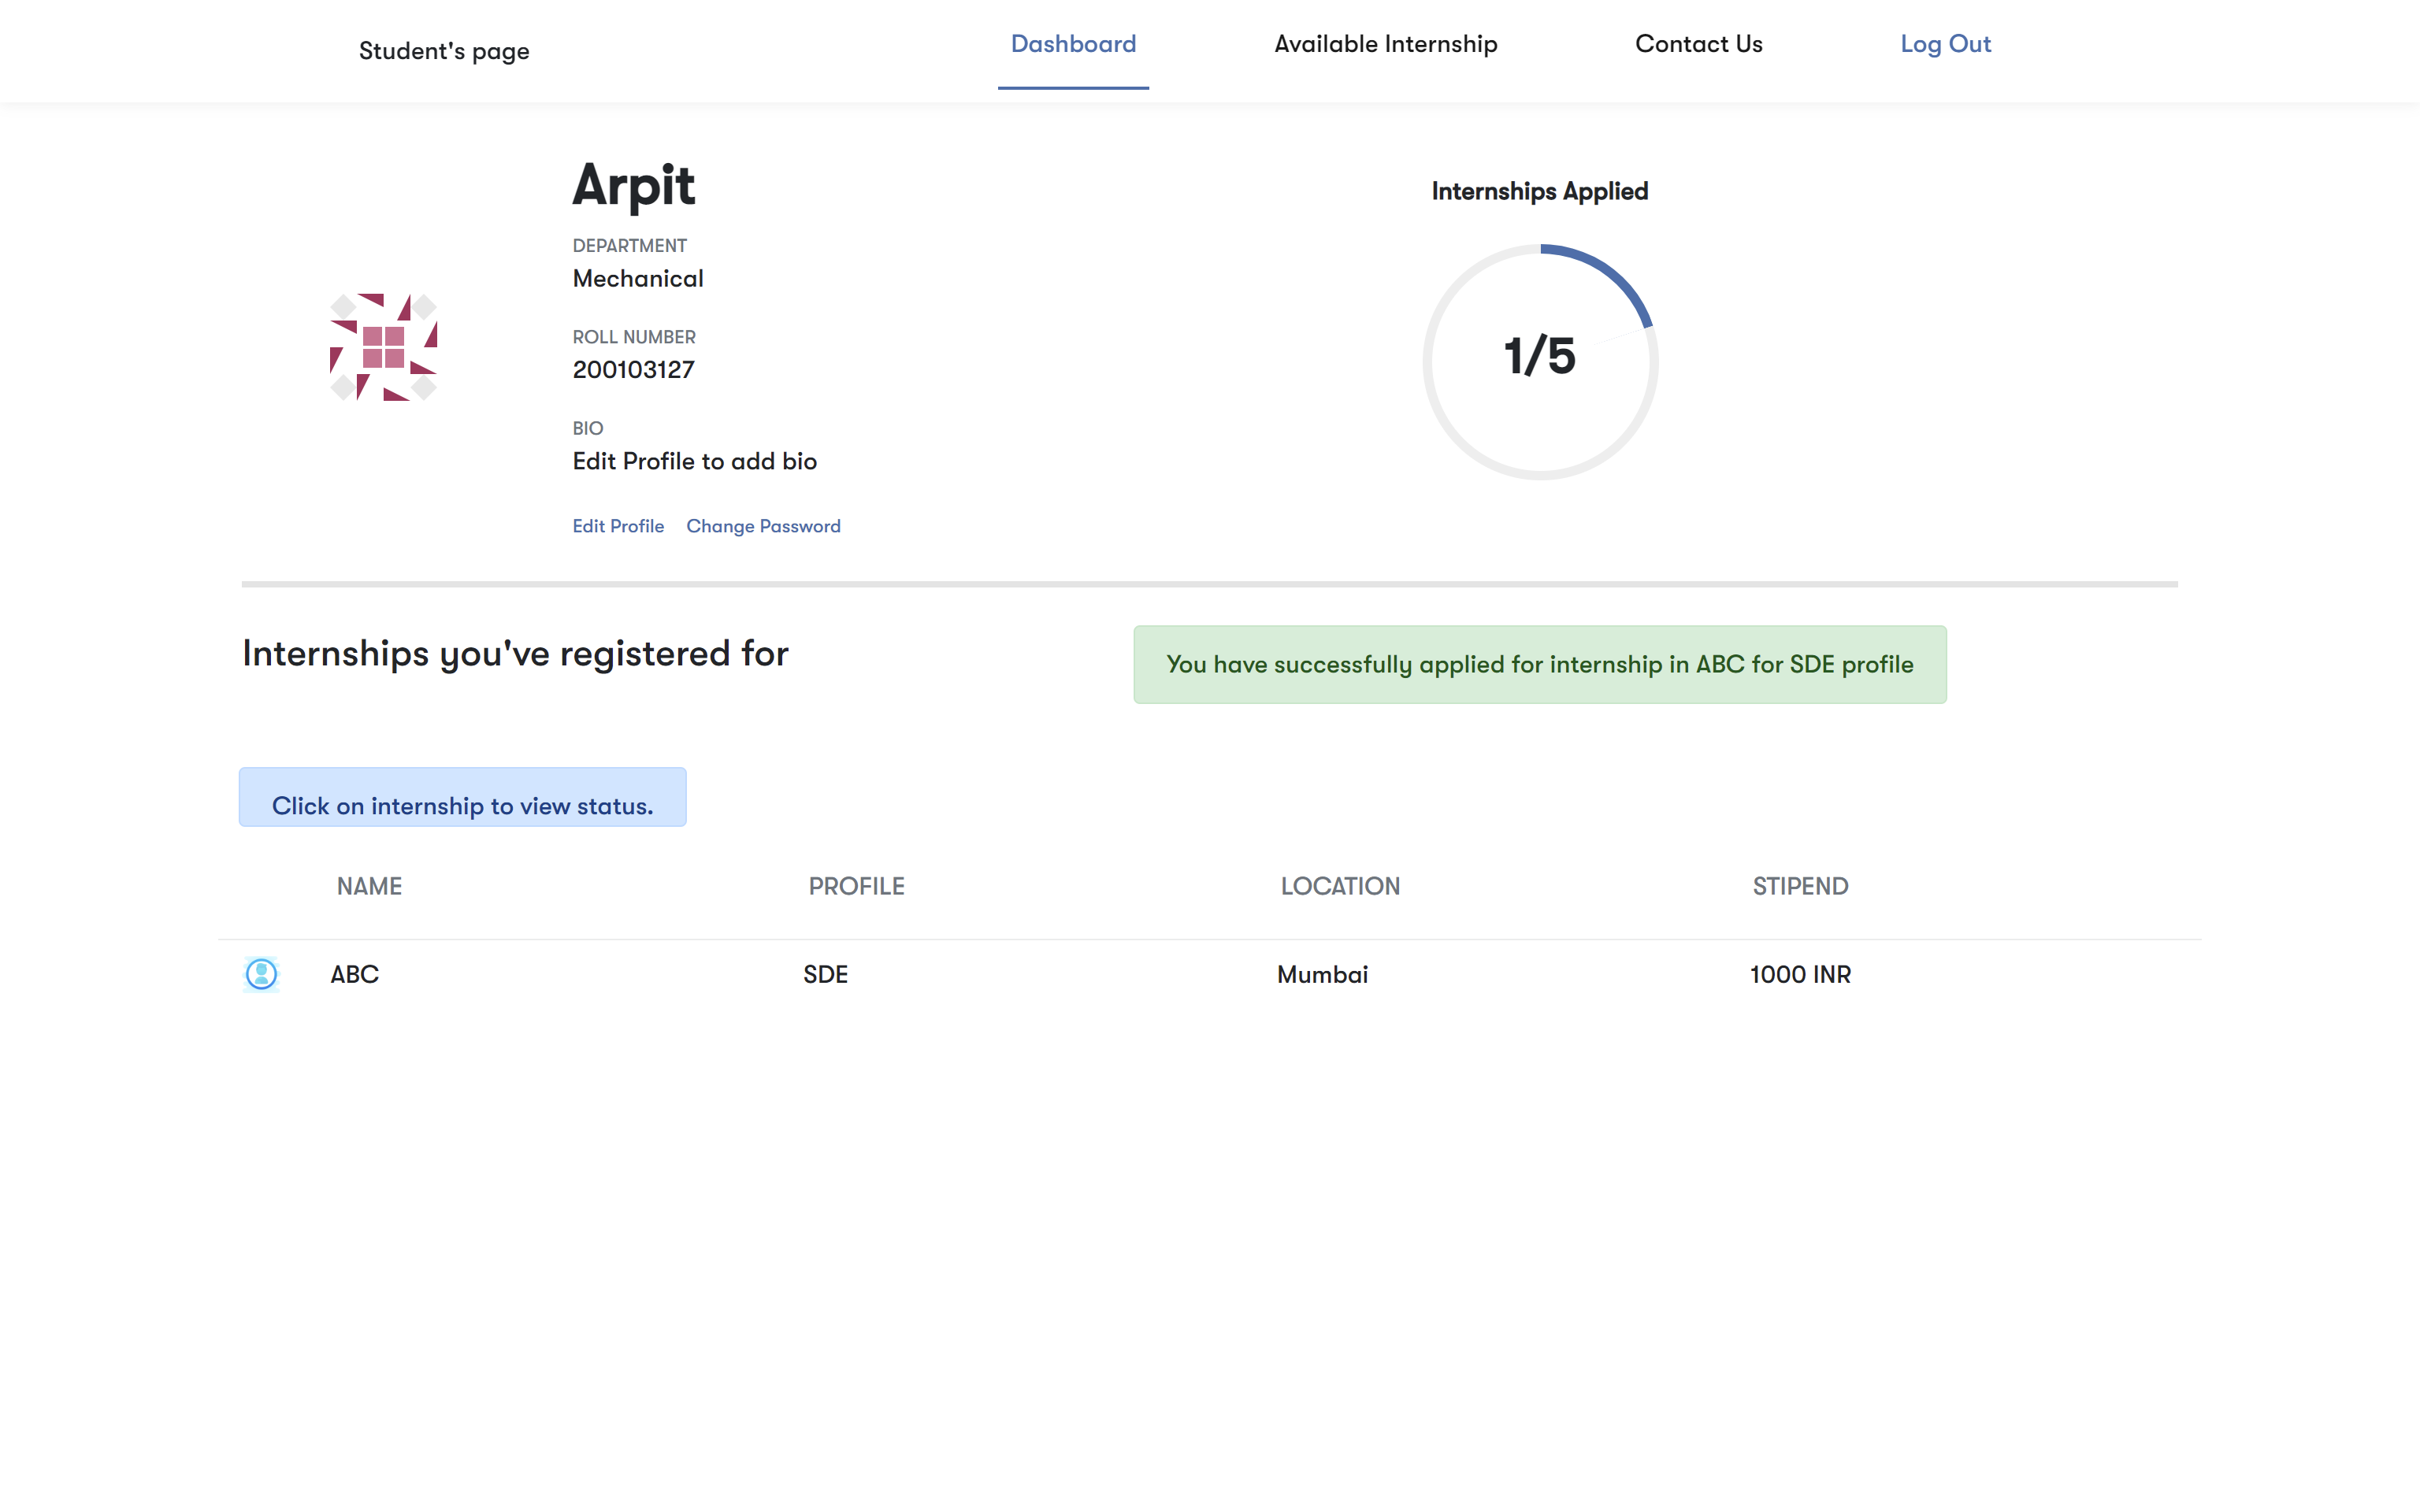 Student's page
Dashboard
Available Internship
Contact Us
Log Out
Arpit
DEPARTMENT
Mechanical
ROLL NUMBER
200103127
BIO
Edit Profile to add bio
Edit Profile Change Password
Internships Applied
1/5
Internships you've registered for
You have successfully applied for internship in ABC for SDE profile
Click on internship to view status.
NAME PROFILE LOCATION STIPEND
ABC SDE Mumbai 1000 INR